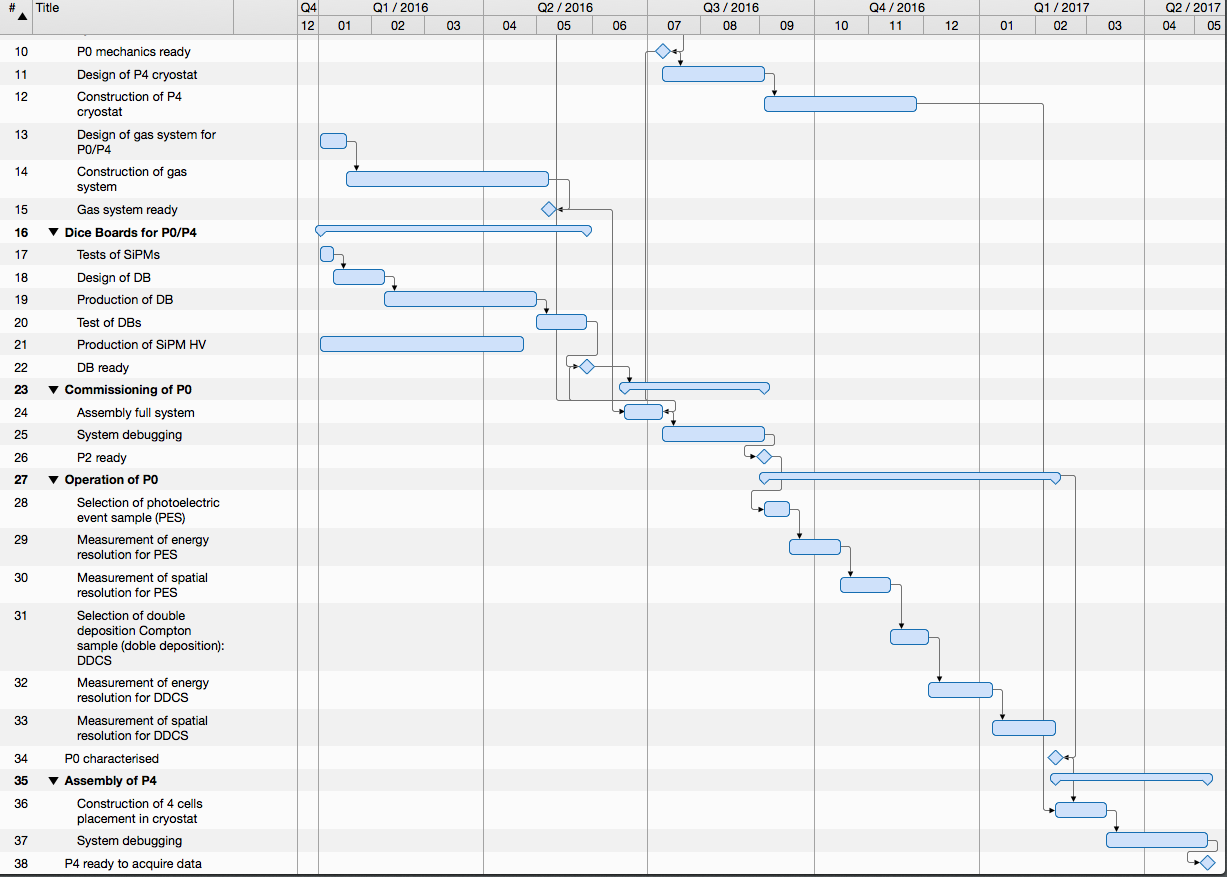 # Title Q4 Q1 / 2016 Q2 / 2016 Q3 / 2016 Q4 / 2016 Q1 / 2017 Q2 / 2017
12 01 02 03 04 05 06 07 08 09 10 11 12 01 02 03 04 05
10 P0 mechanics ready
11 Design of P4 cryostat
12 Construction of P4
cryostat
13 Design of gas system for
P0/P4
14 Construction of gas
system
15 Gas system ready
16 ▼ Dice Boards for P0/P4
17 Tests of SiPMs
18 Design of DB
19 Production of DB
20 Test of DBs
21 Production of SiPM HV
22 DB ready
23 ▼ Commissioning of P0
24 Assembly full system
25 System debugging
26 P2 ready
27 ▼ Operation of P0
28 Selection of photoelectric
event sample (PES)
29 Measurement of energy
resolution for PES
30 Measurement of spatial
resolution for PES
31 Selection of double
deposition Compton
sample (doble deposition):
DDCS
32 Measurement of energy
resolution for DDCS
33 Measurement of spatial
resolution for DDCS
34 P0 characterised
35 ▼ Assembly of P4
36 Construction of 4 cells
placement in cryostat
37 System debugging
38 P4 ready to acquire data